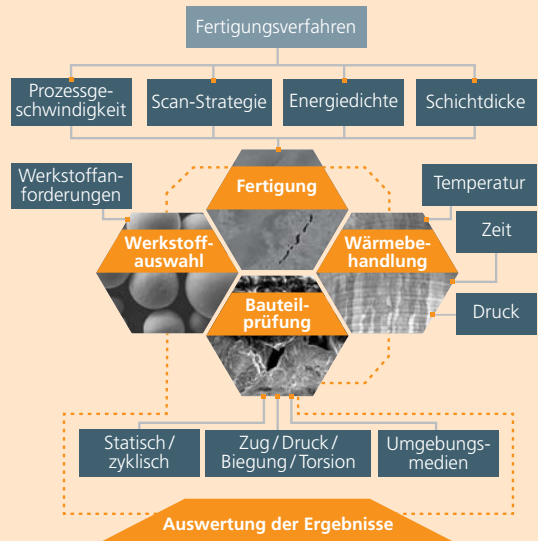 Fertigungsverfahren
Prozessge-
schwindigkeit
Scan-Strategie
Energiedichte
Schichtdicke
Werkstoffan-
forderungen
Fertigung
Temperatur
Werkstoff-
auswahl
Wärmebe-
handlung
Zeit
Bauteil-
prüfung
Druck
Statisch /
zyklisch
Zug / Druck /
Biegung / Torsion
Umgebungs-
medien
Auswertung der Ergebnisse